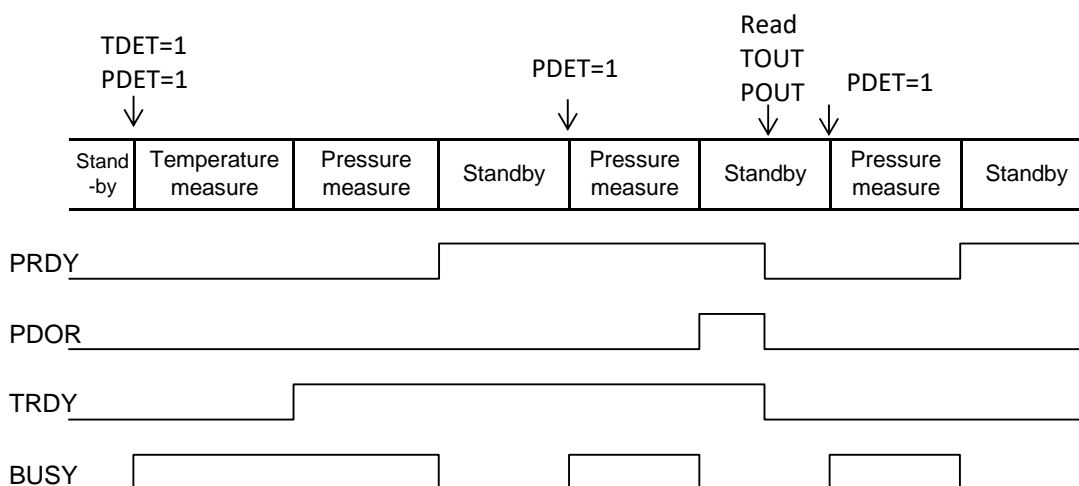 TDET=1
PDET=1
PDET=1
Read
TOUT
POUT
PDET=1
Stand
-by
Temperature
measure
Pressure
measure
Standby
Pressure
measure
Standby
Pressure
measure
Standby
PRDY
PDOR
TRDY
BUSY